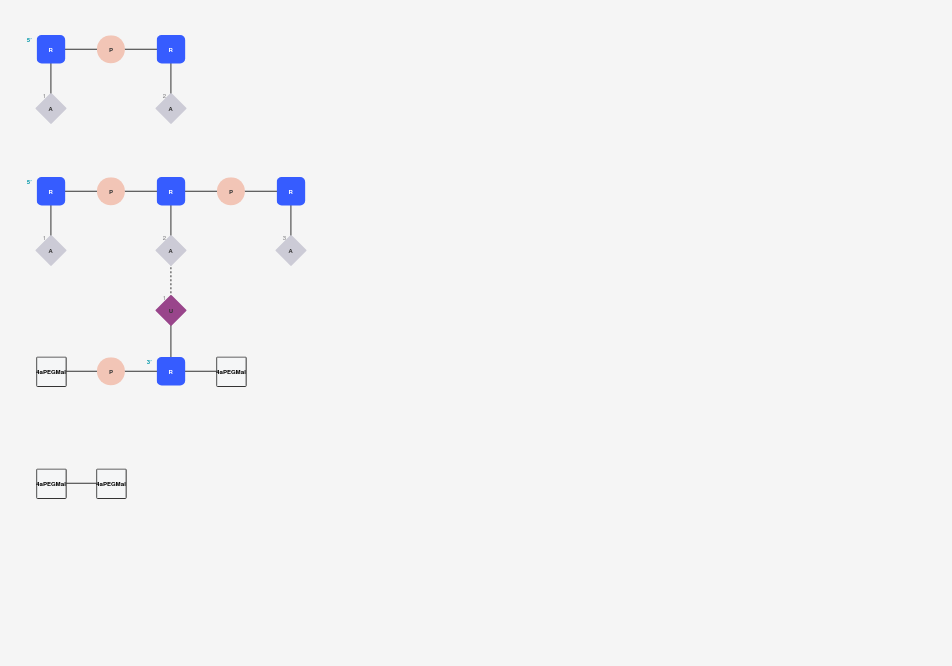 5' R P R
1 A 2 A
5' R P R P R
1 A 2 A 3 A
1 U
3'
4aPEGMal P R 4aPEGMal
4aPEGMal 4aPEGMal